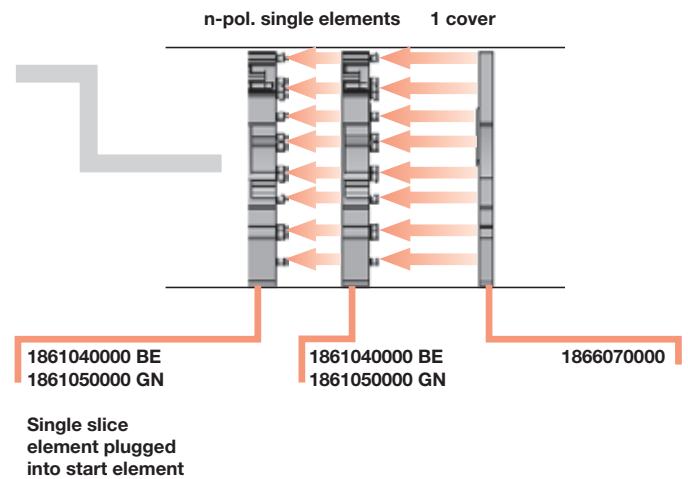 n-pol. single elements 1 cover
1861040000 BE
1861050000 GN
1861040000 BE
1861050000 GN
1866070000
Single slice
element plugged
into start element